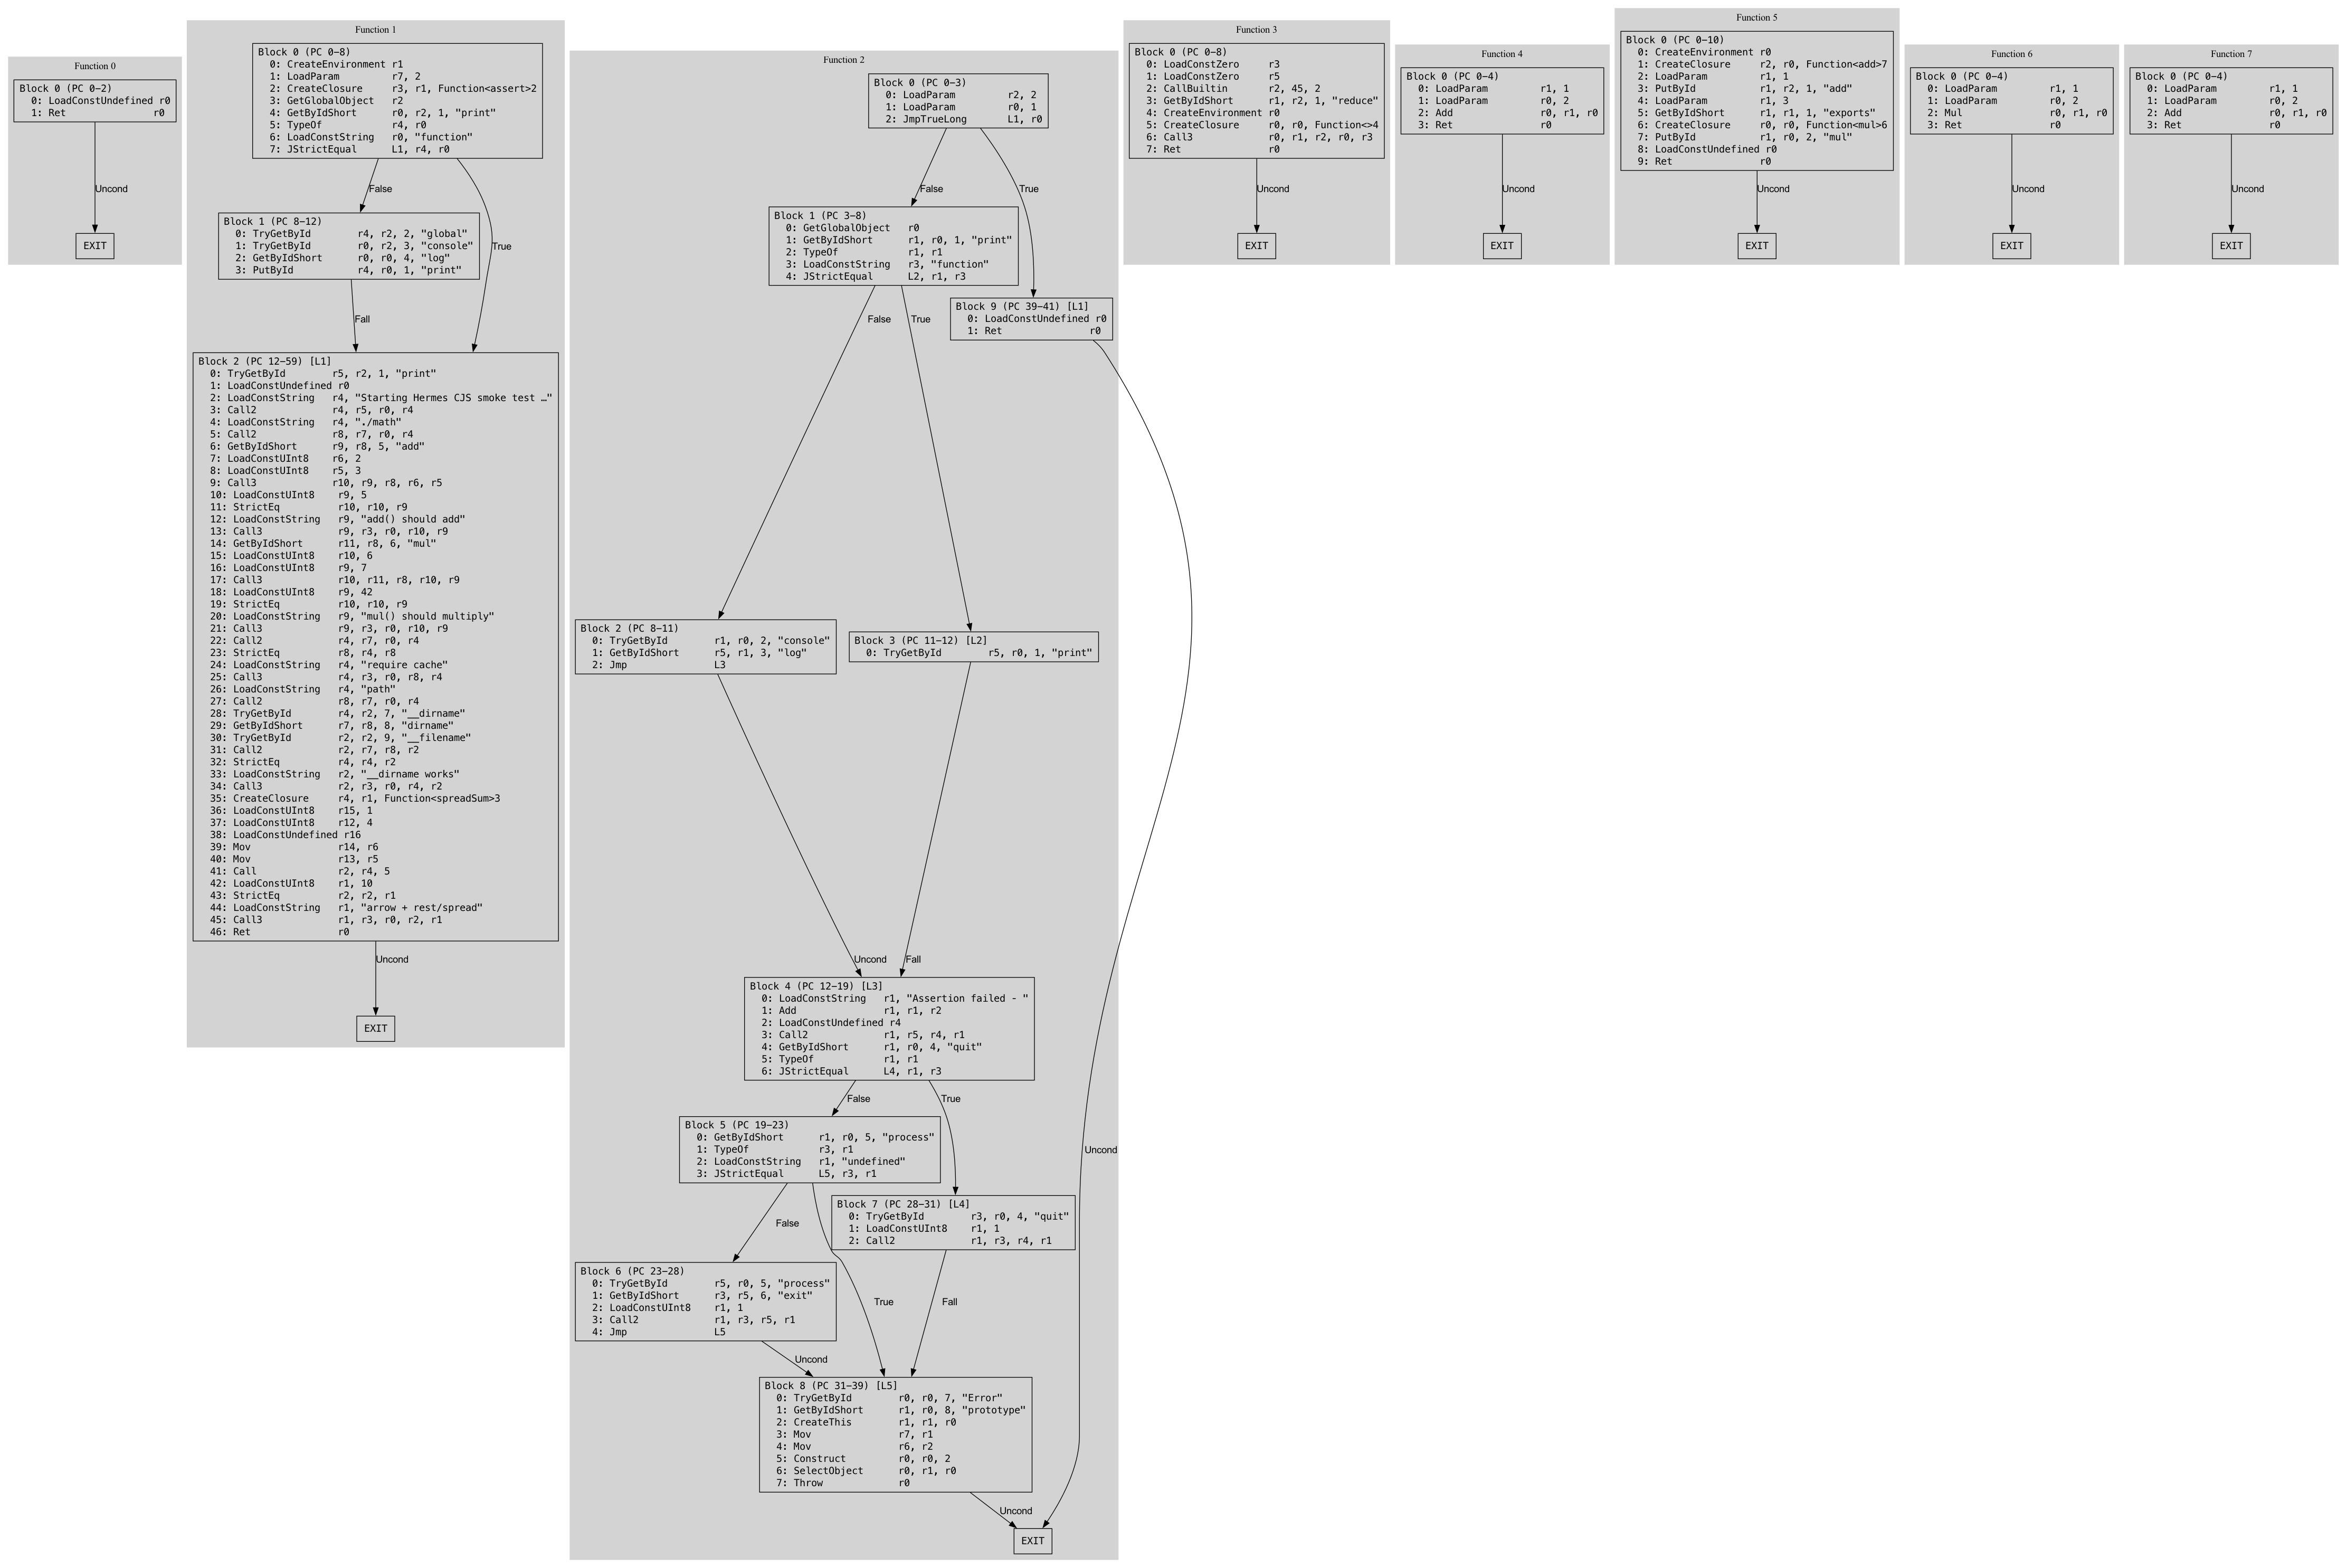 Function 0
Block 0 (PC 0-2)
0: LoadConstUndefined r0
1: Ret r0
Uncond
EXIT
Function 1
Block 0 (PC 0-8)
0: CreateEnvironment r1
1: LoadParam r7, 2
2: CreateClosure r3, r1, Function<assert>2
3: GetGlobalObject r2
4: GetByIdShort r0, r2, 1, "print"
5: TypeOf r4, r0
6: LoadConstString r0, "function"
7: JStrictEqual L1, r4, r0
False
True
Block 1 (PC 8-12)
0: TryGetById r4, r2, 2, "global"
1: TryGetById r0, r2, 3, "console"
2: GetByIdShort r0, r0, 4, "log"
3: PutById r4, r0, 1, "print"
Fall
Block 2 (PC 12-59) [L1]
0: TryGetById r5, r2, 1, "print"
1: LoadConstUndefined r0
2: LoadConstString r4, "Starting Hermes CJS smoke test …"
3: Call2 r4, r5, r0, r4
4: LoadConstString r4, "./math"
5: Call2 r8, r7, r0, r4
6: GetByIdShort r9, r8, 5, "add"
7: LoadConstUInt8 r6, 2
8: LoadConstUInt8 r5, 3
9: Call3 r10, r9, r8, r6, r5
10: LoadConstUInt8 r9, 5
11: StrictEq r10, r10, r9
12: LoadConstString r9, "add() should add"
13: Call3 r9, r3, r0, r10, r9
14: GetByIdShort r11, r8, 6, "mul"
15: LoadConstUInt8 r10, 6
16: LoadConstUInt8 r9, 7
17: Call3 r10, r11, r8, r10, r9
18: LoadConstUInt8 r9, 42
19: StrictEq r10, r10, r9
20: LoadConstString r9, "mul() should multiply"
21: Call3 r9, r3, r0, r10, r9
22: Call2 r4, r7, r0, r4
23: StrictEq r8, r4, r8
24: LoadConstString r4, "require cache"
25: Call3 r4, r3, r0, r8, r4
26: LoadConstString r4, "path"
27: Call2 r8, r7, r0, r4
28: TryGetById r4, r2, 7, "__dirname"
29: GetByIdShort r7, r8, 8, "dirname"
30: TryGetById r2, r2, 9, "__filename"
31: Call2 r2, r7, r8, r2
32: StrictEq r4, r4, r2
33: LoadConstString r2, "__dirname works"
34: Call3 r2, r3, r0, r4, r2
35: CreateClosure r4, r1, Function<spreadSum>3
36: LoadConstUInt8 r15, 1
37: LoadConstUInt8 r12, 4
38: LoadConstUndefined r16
39: Mov r14, r6
40: Mov r13, r5
41: Call r2, r4, 5
42: LoadConstUInt8 r1, 10
43: StrictEq r2, r2, r1
44: LoadConstString r1, "arrow + rest/spread"
45: Call3 r1, r3, r0, r2, r1
46: Ret r0
Uncond
EXIT
Function 2
Block 0 (PC 0-3)
0: LoadParam r2, 2
1: LoadParam r0, 1
2: JmpTrueLong L1, r0
False
True
Block 1 (PC 3-8)
0: GetGlobalObject r0
1: GetByIdShort r1, r0, 1, "print"
2: TypeOf r1, r1
3: LoadConstString r3, "function"
4: JStrictEqual L2, r1, r3
Block 9 (PC 39-41) [L1]
0: LoadConstUndefined r0
1: Ret r0
False
True
Block 2 (PC 8-11)
0: TryGetById r1, r0, 2, "console"
1: GetByIdShort r5, r1, 3, "log"
2: Jmp L3
Block 3 (PC 11-12) [L2]
0: TryGetById r5, r0, 1, "print"
Uncond
Fall
Block 4 (PC 12-19) [L3]
0: LoadConstString r1, "Assertion failed - "
1: Add r1, r1, r2
2: LoadConstUndefined r4
3: Call2 r1, r5, r4, r1
4: GetByIdShort r1, r0, 4, "quit"
5: TypeOf r1, r1
6: JStrictEqual L4, r1, r3
False
True
Block 5 (PC 19-23)
0: GetByIdShort r1, r0, 5, "process"
1: TypeOf r3, r1
2: LoadConstString r1, "undefined"
3: JStrictEqual L5, r3, r1
Uncond
Block 7 (PC 28-31) [L4]
0: TryGetById r3, r0, 4, "quit"
1: LoadConstUInt8 r1, 1
2: Call2 r1, r3, r4, r1
False
Block 6 (PC 23-28)
0: TryGetById r5, r0, 5, "process"
1: GetByIdShort r3, r5, 6, "exit"
2: LoadConstUInt8 r1, 1
3: Call2 r1, r3, r5, r1
4: Jmp L5
True
Fall
Uncond
Block 8 (PC 31-39) [L5]
0: TryGetById r0, r0, 7, "Error"
1: GetByIdShort r1, r0, 8, "prototype"
2: CreateThis r1, r1, r0
3: Mov r7, r1
4: Mov r6, r2
5: Construct r0, r0, 2
6: SelectObject r0, r1, r0
7: Throw r0
Uncond
EXIT
Function 3
Block 0 (PC 0-8)
0: LoadConstZero r3
1: LoadConstZero r5
2: CallBuiltin r2, 45, 2
3: GetByIdShort r1, r2, 1, "reduce"
4: CreateEnvironment r0
5: CreateClosure r0, r0, Function<>4
6: Call3 r0, r1, r2, r0, r3
7: Ret r0
Uncond
EXIT
Function 4
Block 0 (PC 0-4)
0: LoadParam r1, 1
1: LoadParam r0, 2
2: Add r0, r1, r0
3: Ret r0
Uncond
EXIT
Function 5
Block 0 (PC 0-10)
0: CreateEnvironment r0
1: CreateClosure r2, r0, Function<add>7
2: LoadParam r1, 1
3: PutById r1, r2, 1, "add"
4: LoadParam r1, 3
5: GetByIdShort r1, r1, 1, "exports"
6: CreateClosure r0, r0, Function<mul>6
7: PutById r1, r0, 2, "mul"
8: LoadConstUndefined r0
9: Ret r0
Uncond
EXIT
Function 6
Block 0 (PC 0-4)
0: LoadParam r1, 1
1: LoadParam r0, 2
2: Mul r0, r1, r0
3: Ret r0
Uncond
EXIT
Function 7
Block 0 (PC 0-4)
0: LoadParam r1, 1
1: LoadParam r0, 2
2: Add r0, r1, r0
3: Ret r0
Uncond
EXIT